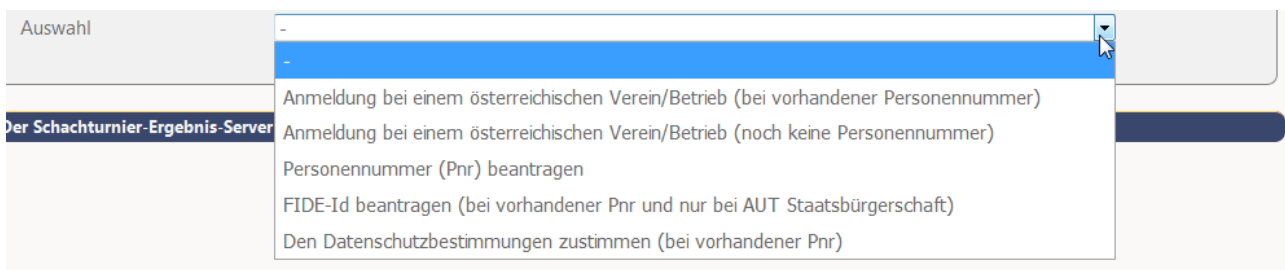 Auswahl
-
-
Anmeldung bei einem österreichischen Verein/Betrieb (bei vorhandener Personennummer)
Der Schachturnier-Ergebnis-Server
Anmeldung bei einem österreichischen Verein/Betrieb (noch keine Personennummer)
Personennummer (Pnr) beantragen
FIDE-Id beantragen (bei vorhandener Pnr und nur bei AUT Staatsbürgerschaft)
Den Datenschutzbestimmungen zustimmen (bei vorhandener Pnr)